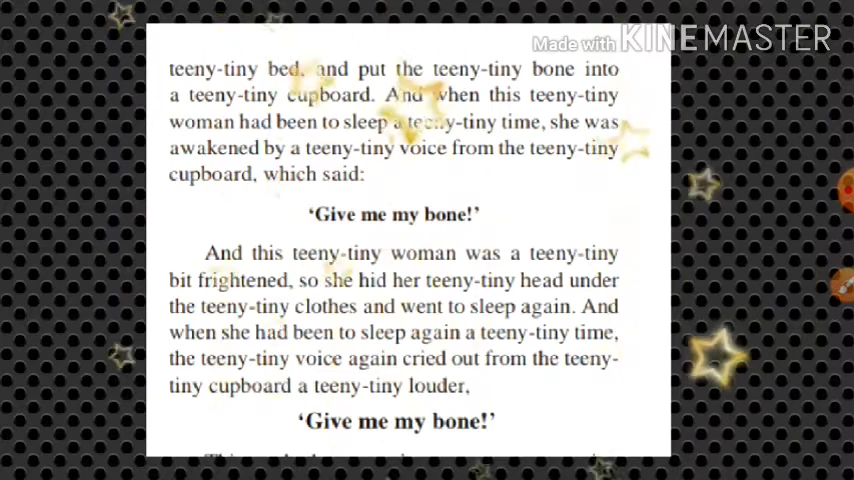 Made with KINEMASTER
teeny-tiny bed, and put the teeny-tiny bone into
a teeny-tiny cupboard. And when this teeny-tiny
woman had been to sleep a teeny-tiny time, she was
awakened by a teeny-tiny voice from the teeny-tiny
cupboard, which said:
‘Give me my bone!’
And this teeny-tiny woman was a teeny-tiny
bit frightened, so she hid her teeny-tiny head under
the teeny-tiny clothes and went to sleep again. And
when she had been to sleep again a teeny-tiny time,
the teeny-tiny voice again cried out from the teeny-
tiny cupboard a teeny-tiny louder,
‘Give me my bone!’